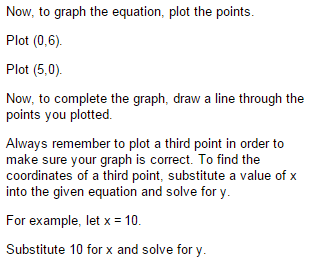 Now, to graph the equation, plot the points.
Plot (0,6).
Plot (5,0).
Now, to complete the graph, draw a line through the
points you plotted.
Always remember to plot a third point in order to
make sure your graph is correct. To find the
coordinates of a third point, substitute a value of x
into the given equation and solve for y.
For example, let x = 10.
Substitute 10 for x and solve for y.